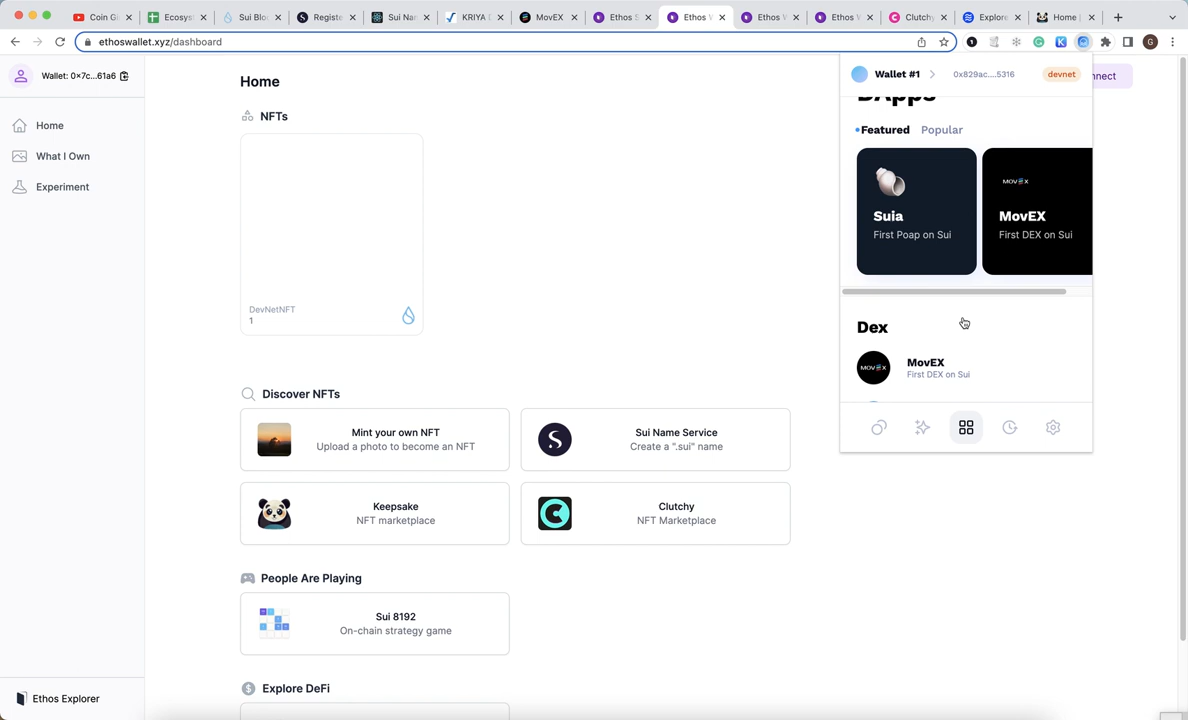 Coin Gi
Ecosys
Sui Blo
Registe
Sui Nar
KRIYA
MovEX
Ethos S
Ethos V
Ethos V
Ethos V
Clutchy
Explore
Home |
ethoswallet.xyz/dashboard
G
Wallet: 0x7c...61a6
Home
What I Own
Experiment
Ethos Explorer
Home
NFTs
DevNetNFT
1
Discover NFTs
Mint your own NFT
Upload a photo to become an NFT
Sui Name Service
Create a ".sui" name
Keepsake
NFT marketplace
Clutchy
NFT Marketplace
People Are Playing
Sui 8192
On-chain strategy game
Explore DeFi
nnect
Wallet #1
0x829ac....5316
devnet
DApps
Featured
Popular
Suia
First Poap on Sui
MovEX
MovEX
First DEX on Sui
Dex
MovEX
MovEX
First DEX on Sui